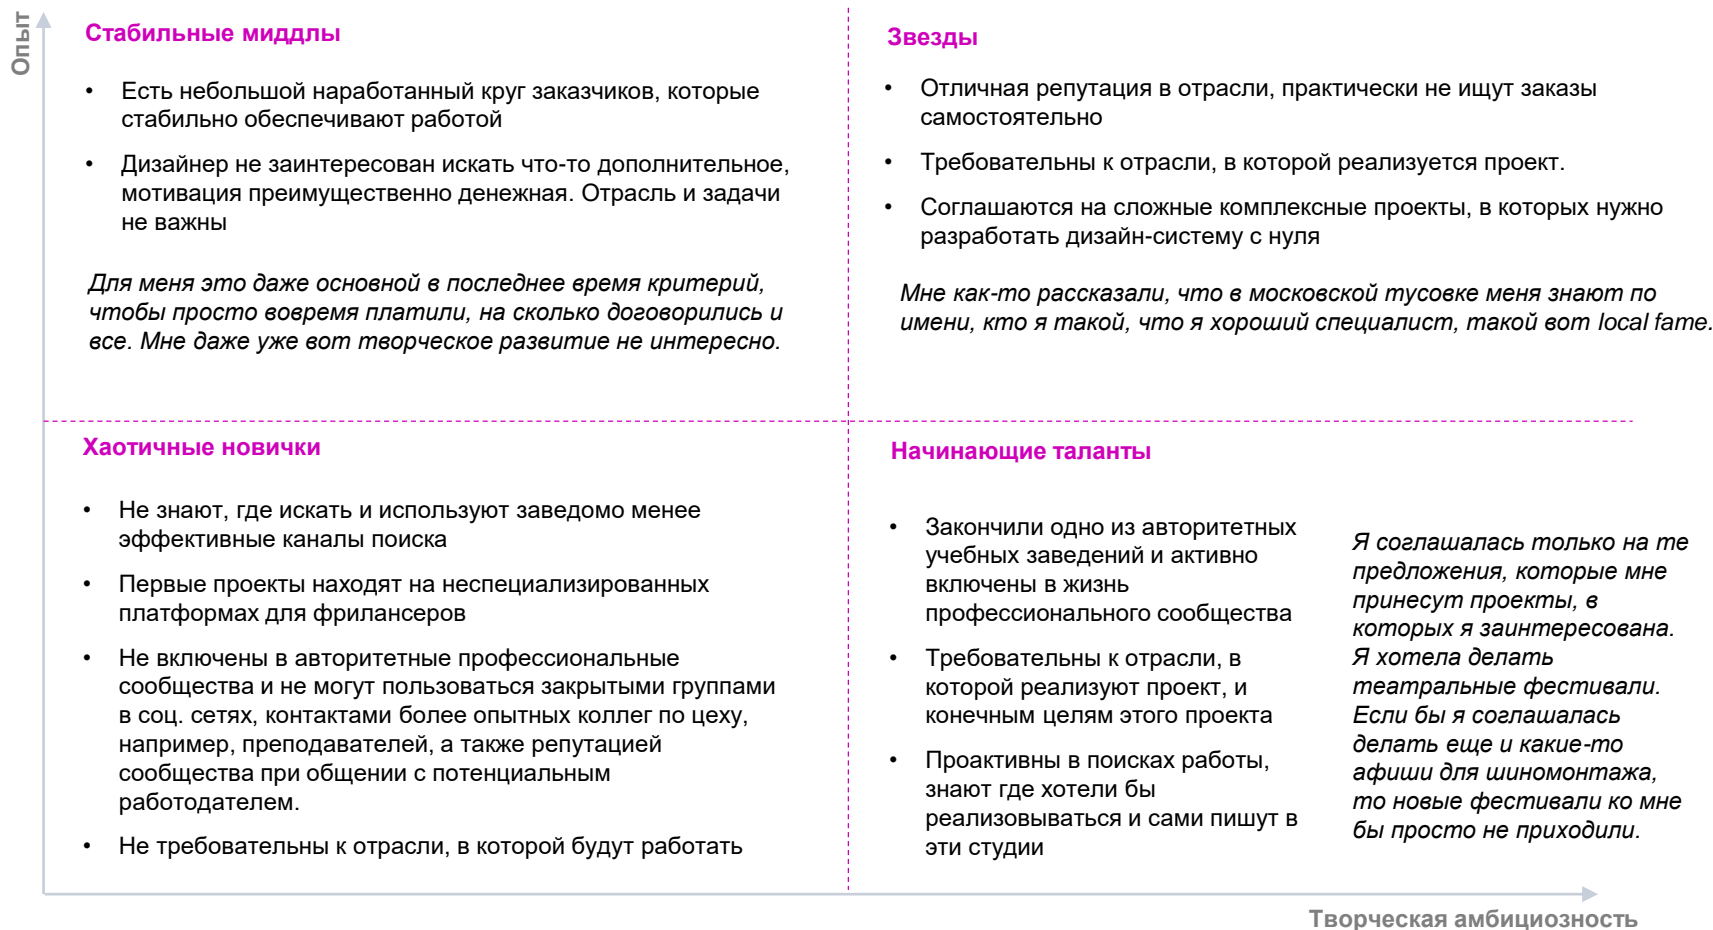 Опыт
Стабильные миддлы
• Есть небольшой наработанный круг заказчиков, которые
стабильно обеспечивают работой
• Дизайнер не заинтересован искать что-то дополнительное,
мотивация преимущественно денежная. Отрасль и задачи
не важны
Для меня это даже основной в последнее время критерий,
чтобы просто вовремя платили, на сколько договорились и
все. Мне даже уже вот творческое развитие не интересно.
Звезды
• Отличная репутация в отрасли, практически не ищут заказы
самостоятельно
• Требовательны к отрасли, в которой реализуется проект.
• Соглашаются на сложные комплексные проекты, в которых нужно
разработать дизайн-систему с нуля
Мне как-то рассказали, что в московской тусовке меня знают по
имени, кто я такой, что я хороший специалист, такой вот local fame.
Хаотичные новички
• Не знают, где искать и используют заведомо менее
эффективные каналы поиска
• Первые проекты находят на неспециализированных
платформах для фрилансеров
• Не включены в авторитетные профессиональные
сообщества и не могут пользоваться закрытыми группами
в соц. сетях, контактами более опытных коллег по цеху,
например, преподавателей, а также репутацией
сообщества при общении с потенциальным
работодателем.
• Не требовательны к отрасли, в которой будут работать
Начинающие таланты
• Закончили одно из авторитетных
учебных заведений и активно
включены в жизнь
профессионального сообщества
• Требовательны к отрасли, в
которой реализуют проект, и
конечным целям этого проекта
• Проактивны в поисках работы,
знают где хотели бы
реализовываться и сами пишут в
эти студии
Я соглашалась только на те
предложения, которые мне
принесут проекты, в
которых я заинтересована.
Я хотела делать
театральные фестивали.
Если бы я соглашалась
делать еще и какие-то
афиши для шиномонтажа,
то новые фестивали ко мне
бы просто не приходили.
Творческая амбициозность